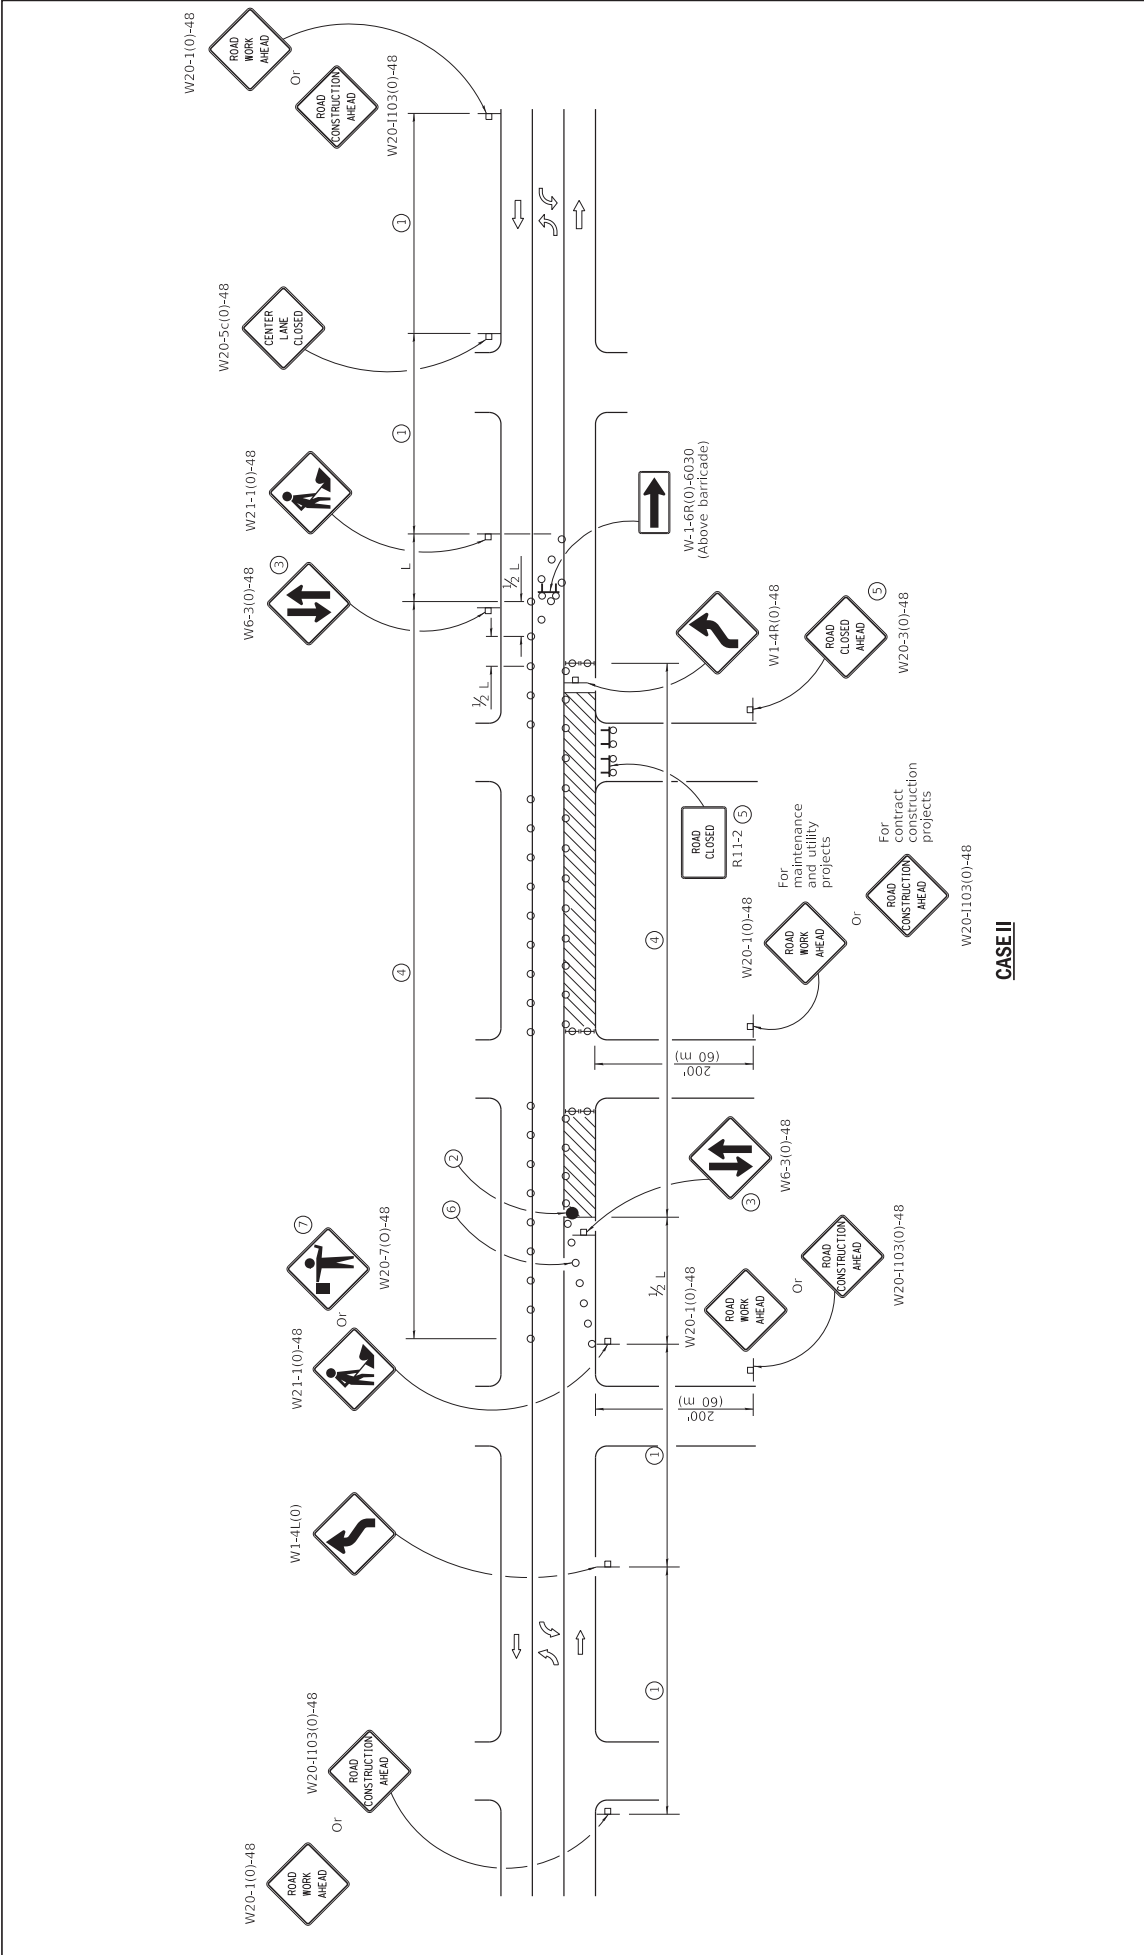 W20-1(0)-48
ROAD
WORK
AHEAD
Or
ROAD
CONSTRUCTION
AHEAD
W20-I103(0)-48
1
W20-5c(0)-48
CENTER
LANE
CLOSED
1
W21-1(0)-48
L
W6-3(0)-48
3
1/2 L
1/2 L
W-1-6R(0)-6030
(Above barricade)
W1-4R(0)-48
ROAD
CLOSED
AHEAD
5
W20-3(0)-48
ROAD
CLOSED
R11-2
5
4
4
For
maintenance
and utility
projects
W20-1(0)-48
ROAD
WORK
AHEAD
Or
For
contract
construction
projects
ROAD
CONSTRUCTION
AHEAD
W20-I103(0)-48
200'
(60 m)
2
6
W6-3(0)-48
3
7
W20-7(O)-48
Or
W21-1(0)-48
1/2 L
W20-1(0)-48
ROAD
WORK
AHEAD
Or
ROAD
CONSTRUCTION
AHEAD
W20-I103(0)-48
200'
(60 m)
1
W1-4L(0)
1
W20-I103(0)-48
ROAD
CONSTRUCTION
AHEAD
Or
W20-1(0)-48
ROAD
WORK
AHEAD
CASE II